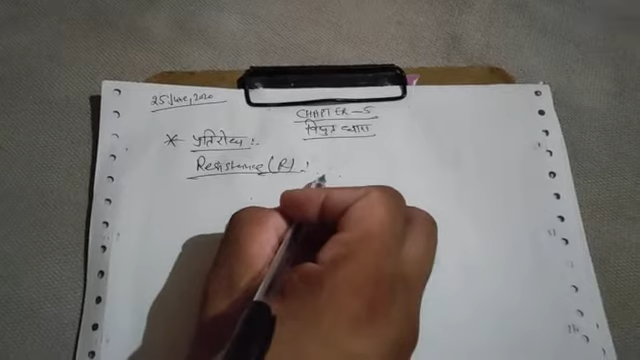 25 June, 2020
CHAPTER-5
विद्युत धारा
* प्रतिरोध :-
Resistance (R) :